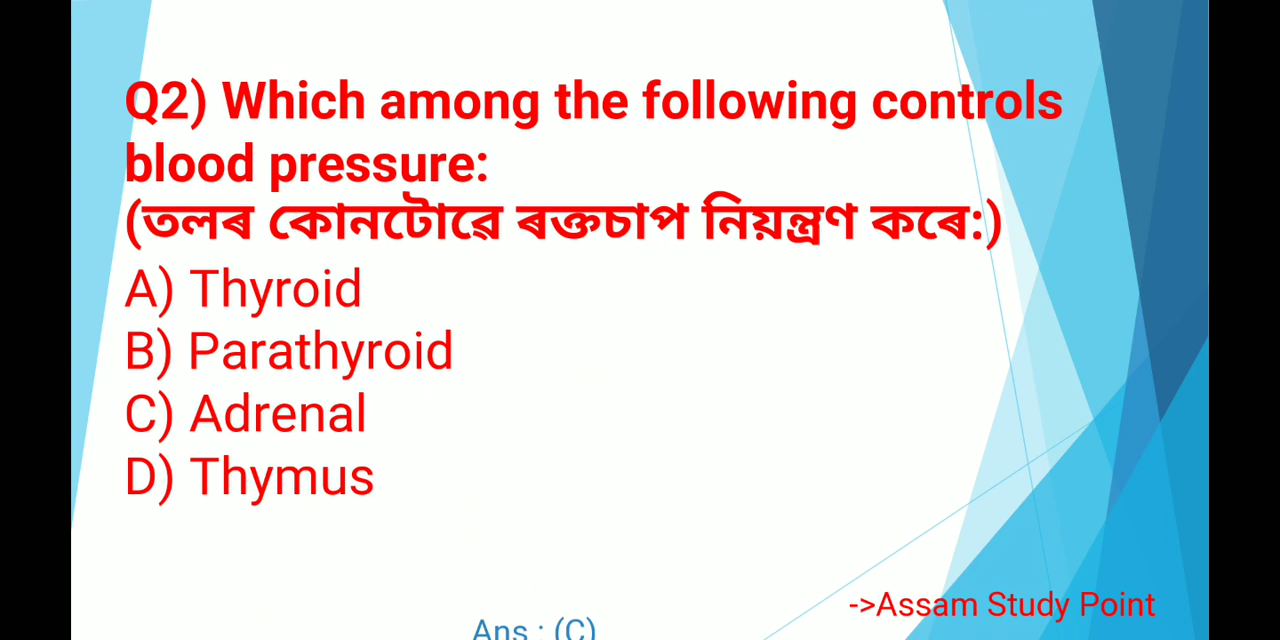 Q2) Which among the following controls
blood pressure:
(তলৰ কোনটোৱে ৰক্তচাপ নিয়ন্ত্ৰণ কৰে:)
A) Thyroid
B) Parathyroid
C) Adrenal
D) Thymus
->Assam Study Point
Ans : (C)